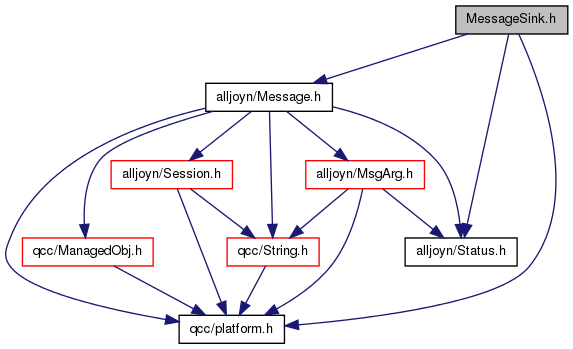 MessageSink.h
alljoyn/Message.h
alljoyn/Session.h
alljoyn/MsgArg.h
qcc/ManagedObj.h
qcc/String.h
alljoyn/Status.h
qcc/platform.h